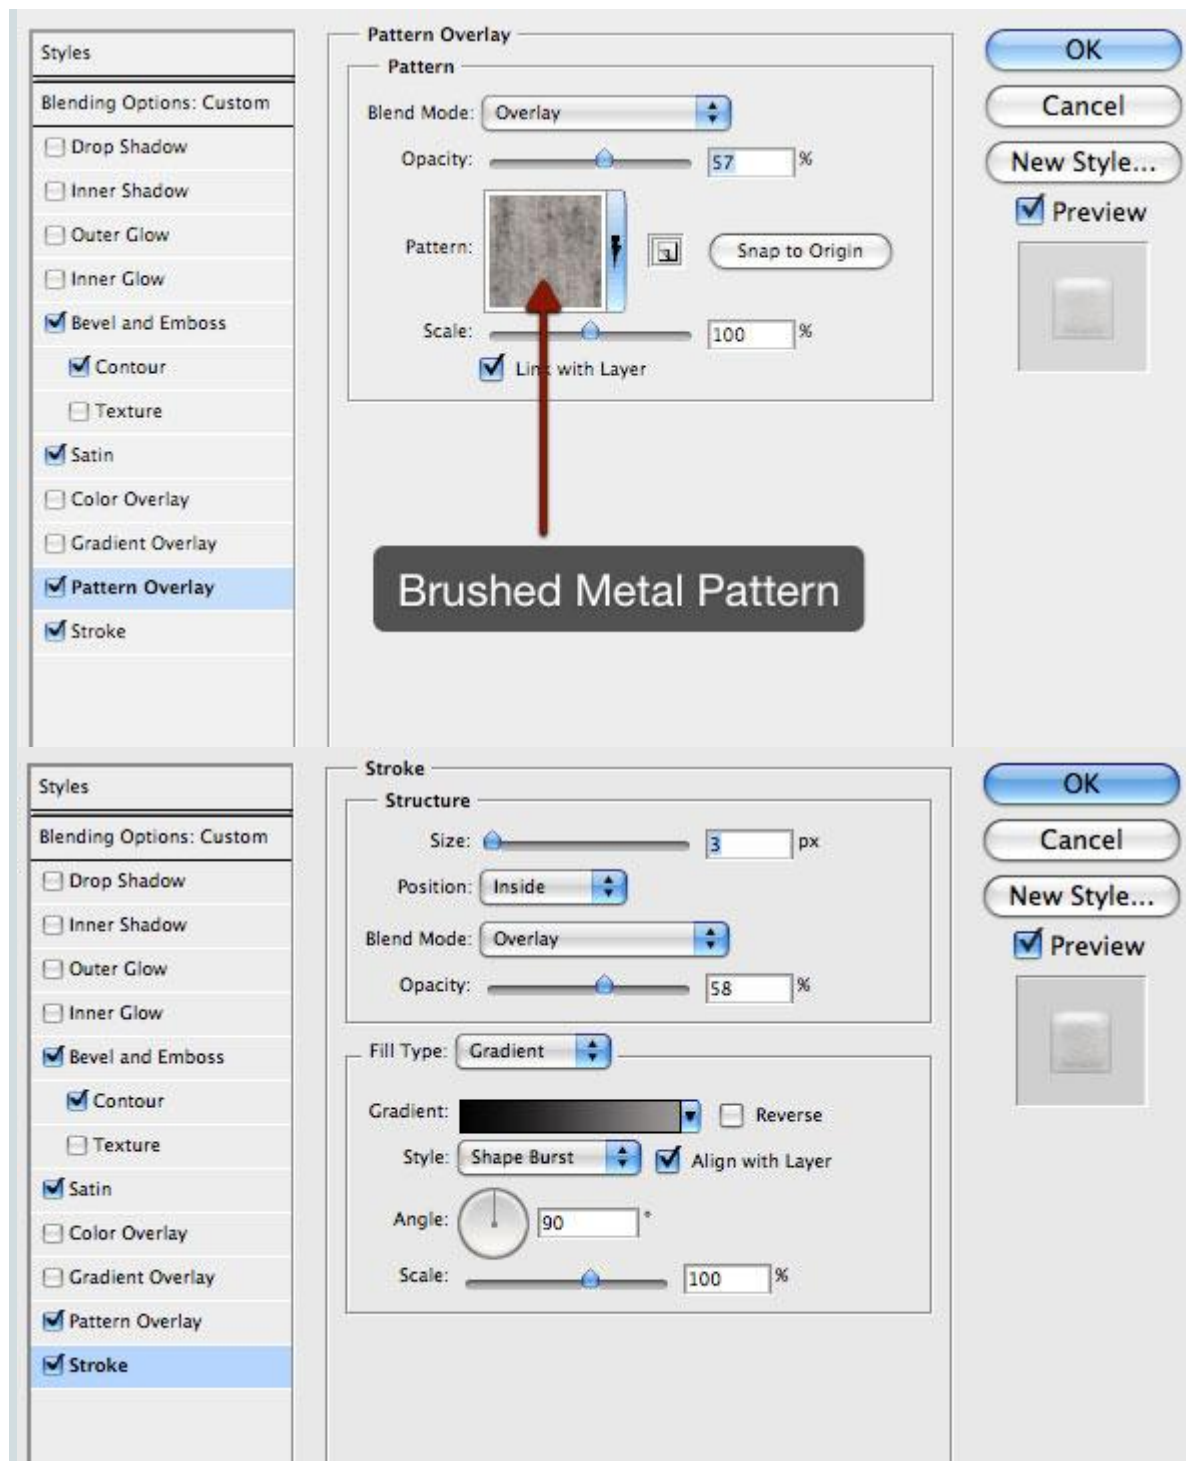 Styles
Blending Options: Custom
Drop Shadow
Inner Shadow
Outer Glow
Inner Glow
Bevel and Emboss
Contour
Texture
Satin
Color Overlay
Gradient Overlay
Pattern Overlay
Stroke
Pattern Overlay
Pattern
Blend Mode: Overlay
Opacity: 57 %
Pattern: Snap to Origin
Scale: 100 %
Link with Layer
Brushed Metal Pattern
OK
Cancel
New Style...
Preview
Styles
Blending Options: Custom
Drop Shadow
Inner Shadow
Outer Glow
Inner Glow
Bevel and Emboss
Contour
Texture
Satin
Color Overlay
Gradient Overlay
Pattern Overlay
Stroke
Stroke
Structure
Size: 3 px
Position: Inside
Blend Mode: Overlay
Opacity: 58 %
Fill Type: Gradient
Gradient: Reverse
Style: Shape Burst Align with Layer
Angle: 90 °
Scale: 100 %
OK
Cancel
New Style...
Preview